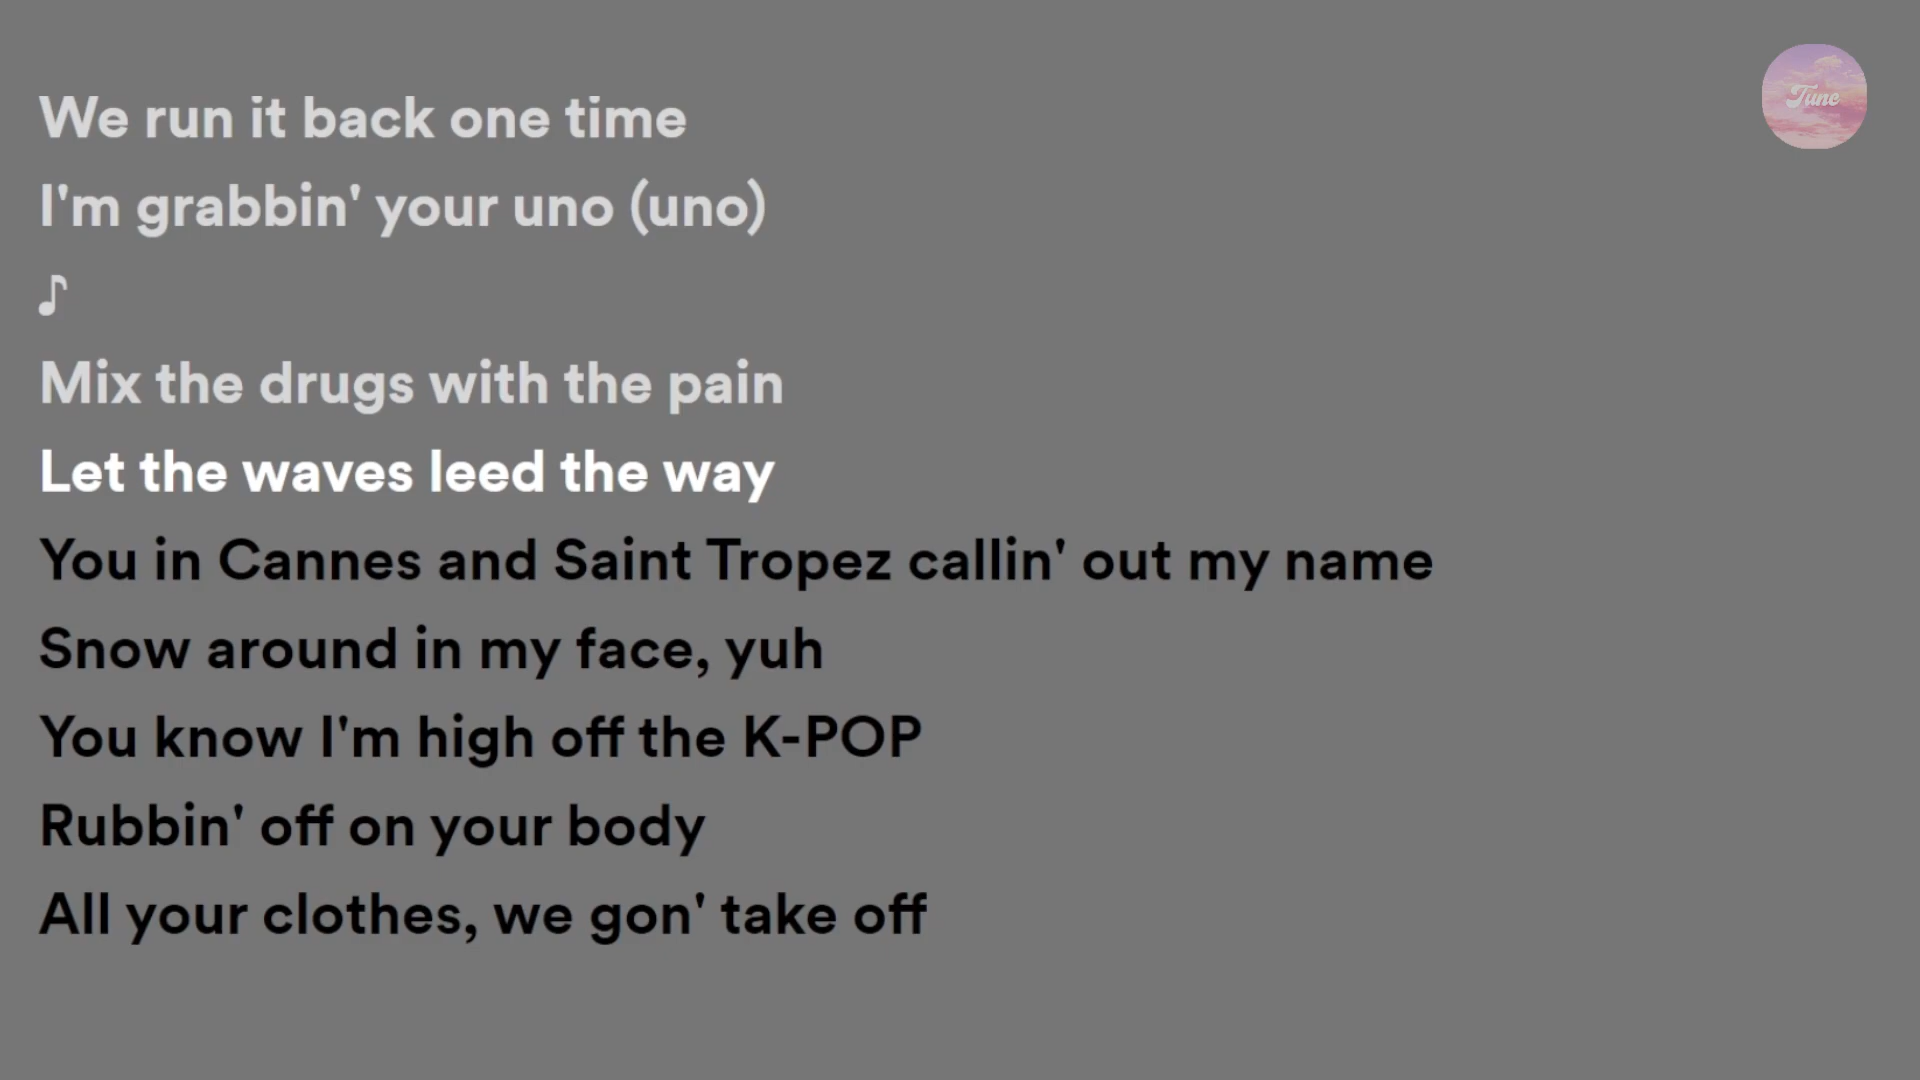 Tune
We run it back one time
I'm grabbin' your uno (uno)
♪
Mix the drugs with the pain
Let the waves leed the way
You in Cannes and Saint Tropez callin' out my name
Snow around in my face, yuh
You know I'm high off the K-POP
Rubbin' off on your body
All your clothes, we gon' take off